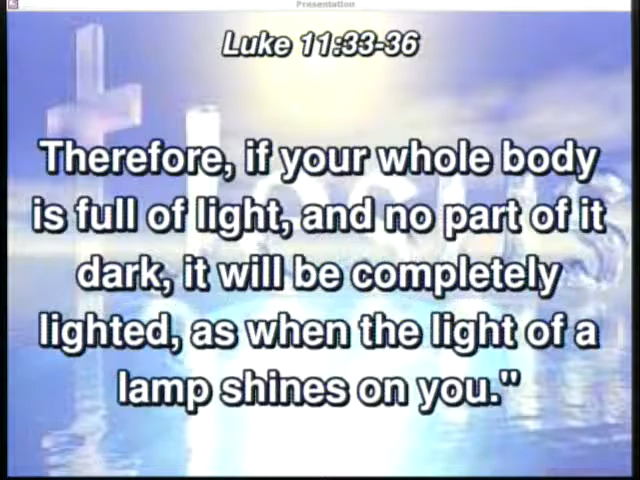 Presentation
Luke 11:33-36
Jesus
Therefore, if your whole body
is full of light, and no part of it
dark, it will be completely
lighted, as when the light of a
lamp shines on you."